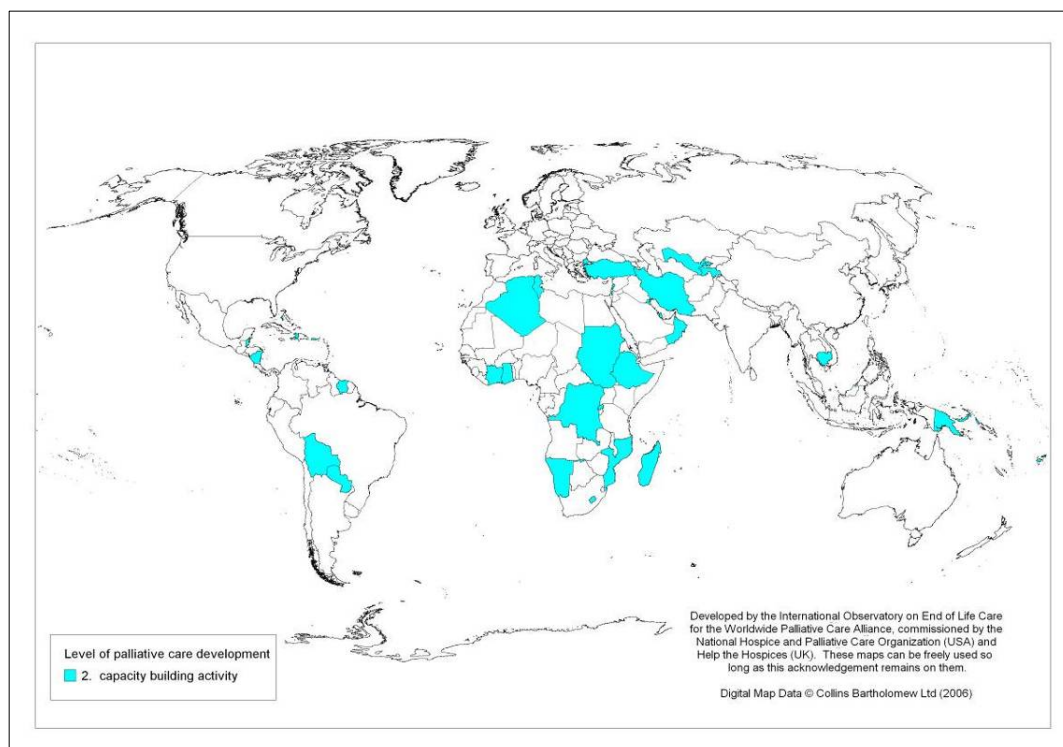 Developed by the International Observatory on End of Life Care
for the Worldwide Palliative Care Alliance, commissioned by the
National Hospice and Palliative Care Organization (USA) and
Help the Hospices (UK). These maps can be freely used so
long as this acknowledgement remains on them.
Digital Map Data © Collins Bartholomew Ltd (2006)
Level of palliative care development
2. capacity building activity